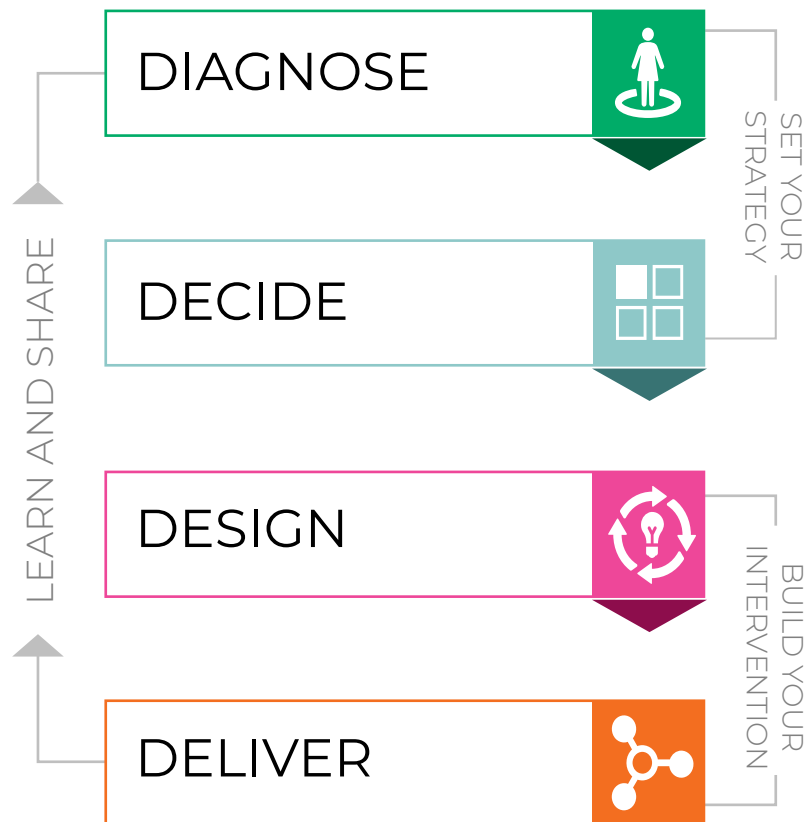 DIAGNOSE
SET YOUR
STRATEGY
DECIDE
LEARN AND SHARE
DESIGN
BUILD YOUR
INTERVENTION
DELIVER